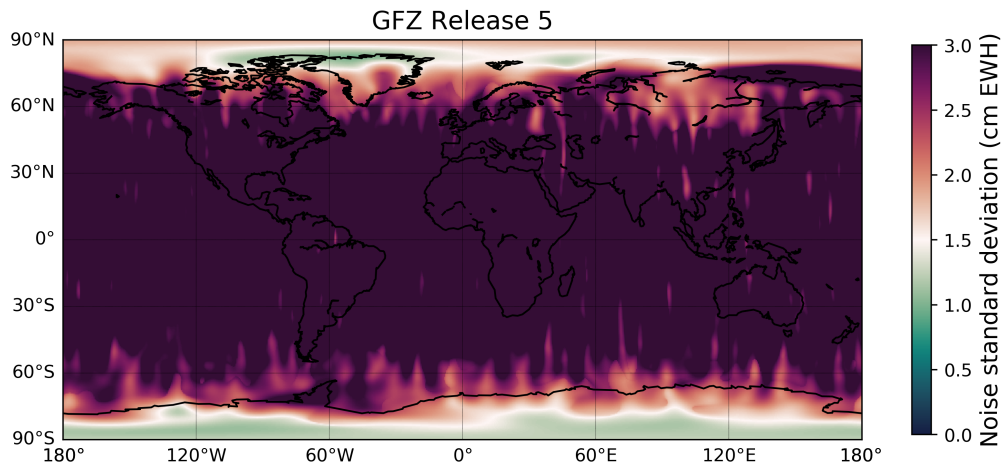 GFZ Release 5
90°N
60°N
30°N
0°
30°S
60°S
90°S
180°
120°W
60°W
0°
60°E
120°E
180°
3.0
2.5
2.0
1.5
1.0
0.5
0.0
Noise standard deviation (cm EWH)